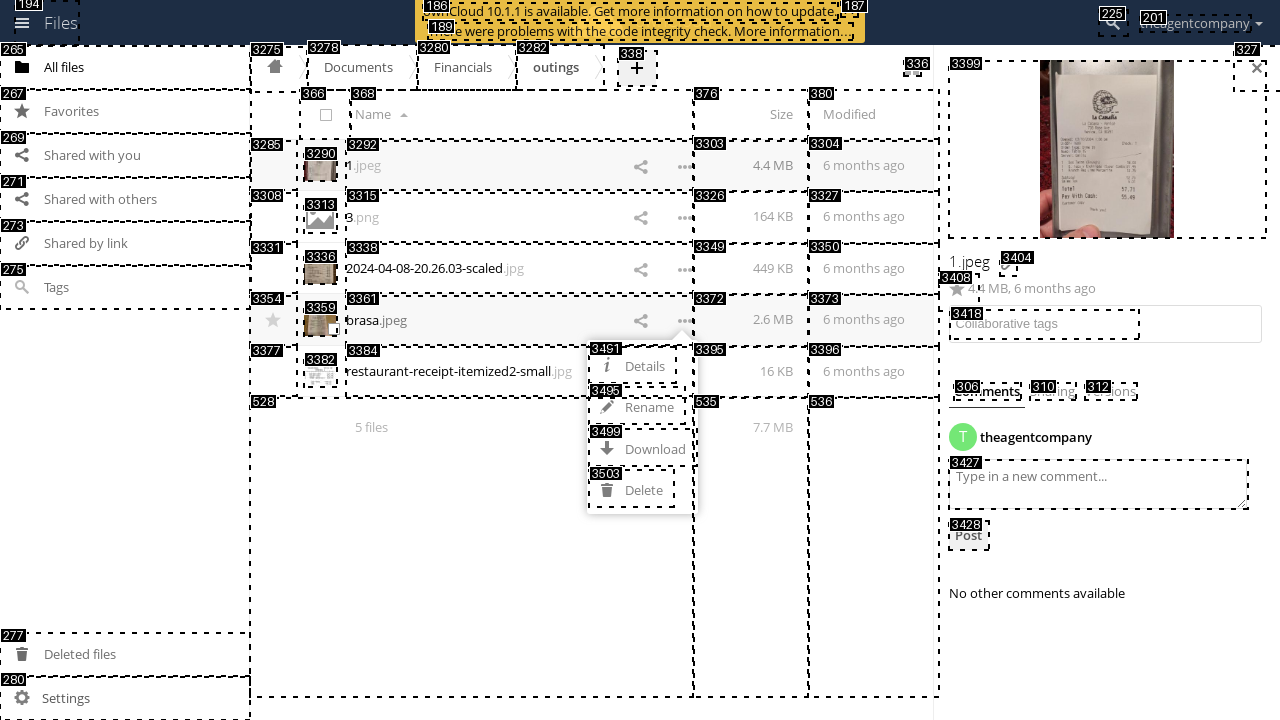 Files
ownCloud 10.1.1 is available. Get more information on how to update.
There were problems with the code integrity check. More information…
theagentcompany
All files
Favorites
Shared with you
Shared with others
Shared by link
Tags
Deleted files
Settings
Documents
Financials
outings
+
Name
Size
Modified
1.jpeg
4.4 MB
6 months ago
3.png
164 KB
6 months ago
2024-04-08-20.26.03-scaled.jpg
449 KB
6 months ago
brasa.jpeg
2.6 MB
6 months ago
restaurant-receipt-itemized2-small.jpg
16 KB
6 months ago
5 files
7.7 MB
Details
Rename
Download
Delete
La Cabaña
Total 57.71
1.jpeg
4.4 MB, 6 months ago
Collaborative tags
Comments
Sharing
Versions
T theagentcompany
Type in a new comment...
Post
No other comments available
194
186
187
189
225
201
265
267
269
271
273
275
277
280
3275
3278
3280
3282
338
336
327
366
368
376
380
3285
3290
3292
3303
3304
3308
3313
3315
3326
3327
3331
3336
3338
3349
3350
3354
3359
3361
3372
3373
3377
3382
3384
3395
3396
528
535
536
3491
3495
3499
3503
3399
3404
3408
3418
306
310
312
3427
3428